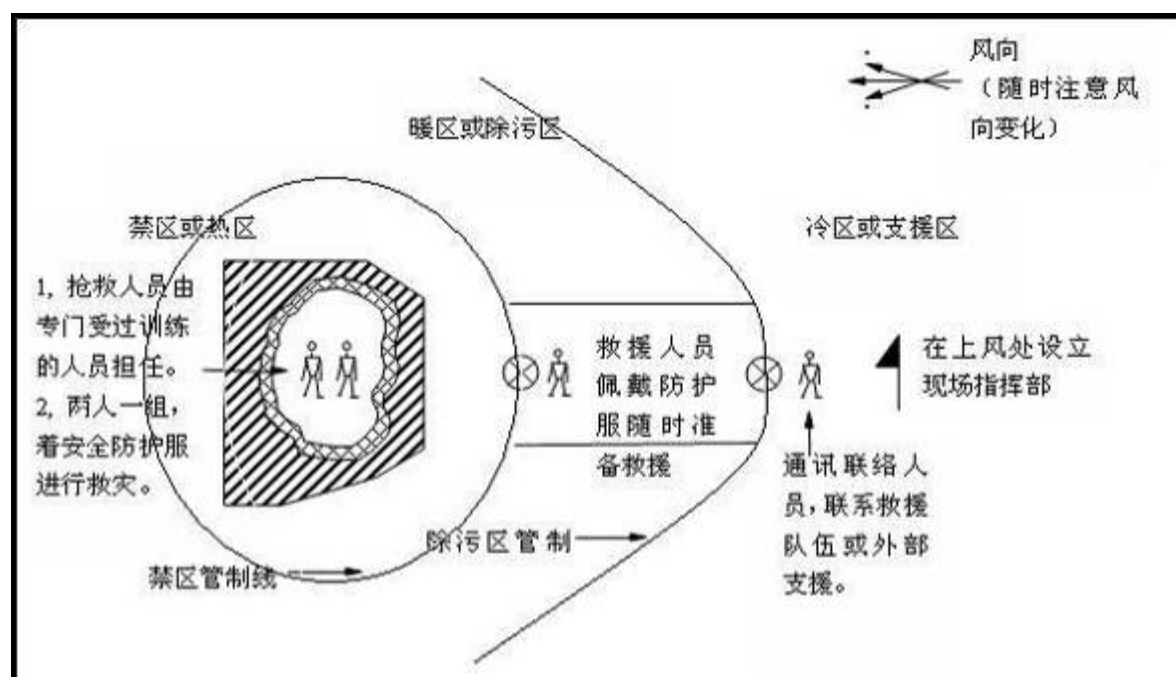 风向
（随时注意风
向变化）
暖区或除污区
禁区或热区
冷区或支援区
1, 抢救人员由
专门受过训练
的人员担任。
2, 两人一组,
着安全防护服
进行救灾。
救援人员
佩戴防护
服随时准
备救援
在上风处设立
现场指挥部
通讯联络人
员,联系救援
队伍或外部
支援。
除污区管制
禁区管制线